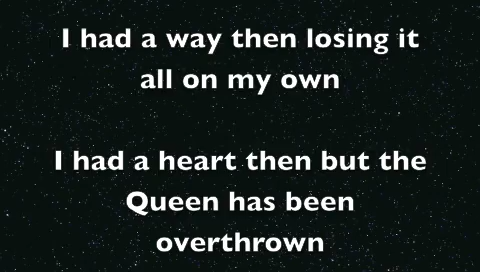 I had a way then losing it
all on my own
I had a heart then but the
Queen has been
overthrown